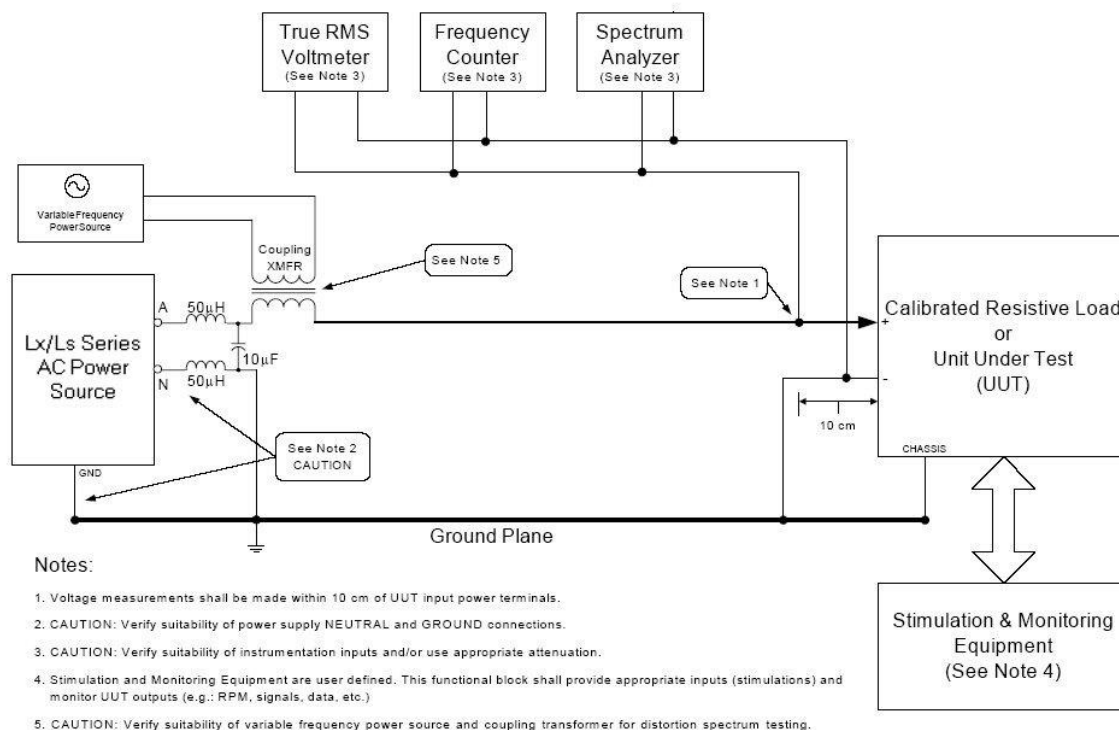 True RMS
Voltmeter
(See Note 3)
Frequency
Counter
(See Note 3)
Spectrum
Analyzer
(See Note 3)
Variable Frequency
Power Source
Coupling
XMFR
See Note 5
See Note 1
A
50µH
10µF
N
50µH
Lx/Ls Series
AC Power
Source
GND
See Note 2
CAUTION
+
-
10 cm
Calibrated Resistive Load
or
Unit Under Test
(UUT)
CHASSIS
Ground Plane
Stimulation & Monitoring
Equipment
(See Note 4)
Notes:
1. Voltage measurements shall be made within 10 cm of UUT input power terminals.
2. CAUTION: Verify suitability of power supply NEUTRAL and GROUND connections.
3. CAUTION: Verify suitability of instrumentation inputs and/or use appropriate attenuation.
4. Stimulation and Monitoring Equipment are user defined. This functional block shall provide appropriate inputs (stimulations) and
monitor UUT outputs (e.g.: RPM, signals, data, etc.)
5. CAUTION: Verify suitability of variable frequency power source and coupling transformer for distortion spectrum testing.